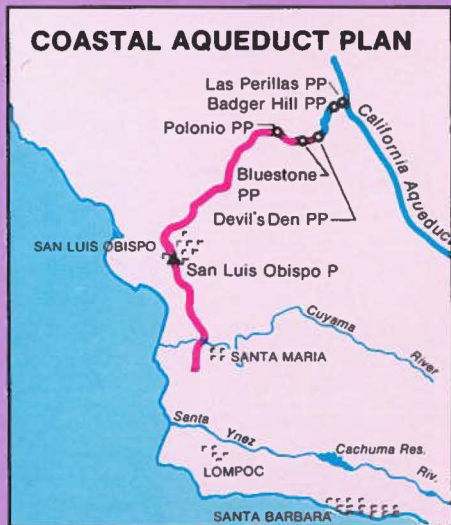 COASTAL AQUEDUCT PLAN
Las Perillas PP
Badger Hill PP
Polonio PP
California Aqueduct
Bluestone
PP
Devil's Den PP
SAN LUIS OBISPO
San Luis Obispo P
Cuyama
River
SANTA MARIA
Santa
Ynez
Cachuma Res.
Riv.
LOMPOC
SANTA BARBARA